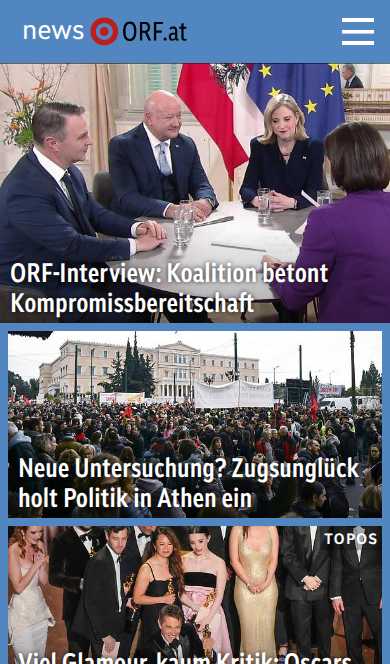 news ORF.at
ORF-Interview: Koalition betont
Kompromissbereitschaft
Neue Untersuchung? Zugsunglück
holt Politik in Athen ein
TOPOS
Viel Glamour, kaum Kritik: Oscars